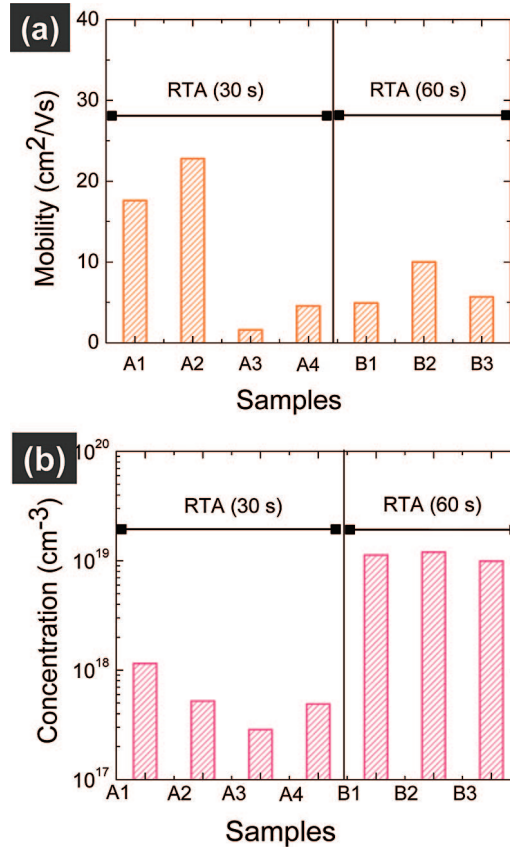 (a)
40
30
20
10
0
Mobility (cm²/Vs)
RTA (30 s)
RTA (60 s)
A1 A2 A3 A4 B1 B2 B3
Samples
(b)
10²⁰
10¹⁹
10¹⁸
10¹⁷
Concentration (cm⁻³)
RTA (30 s)
RTA (60 s)
A1 A2 A3 A4 B1 B2 B3
Samples